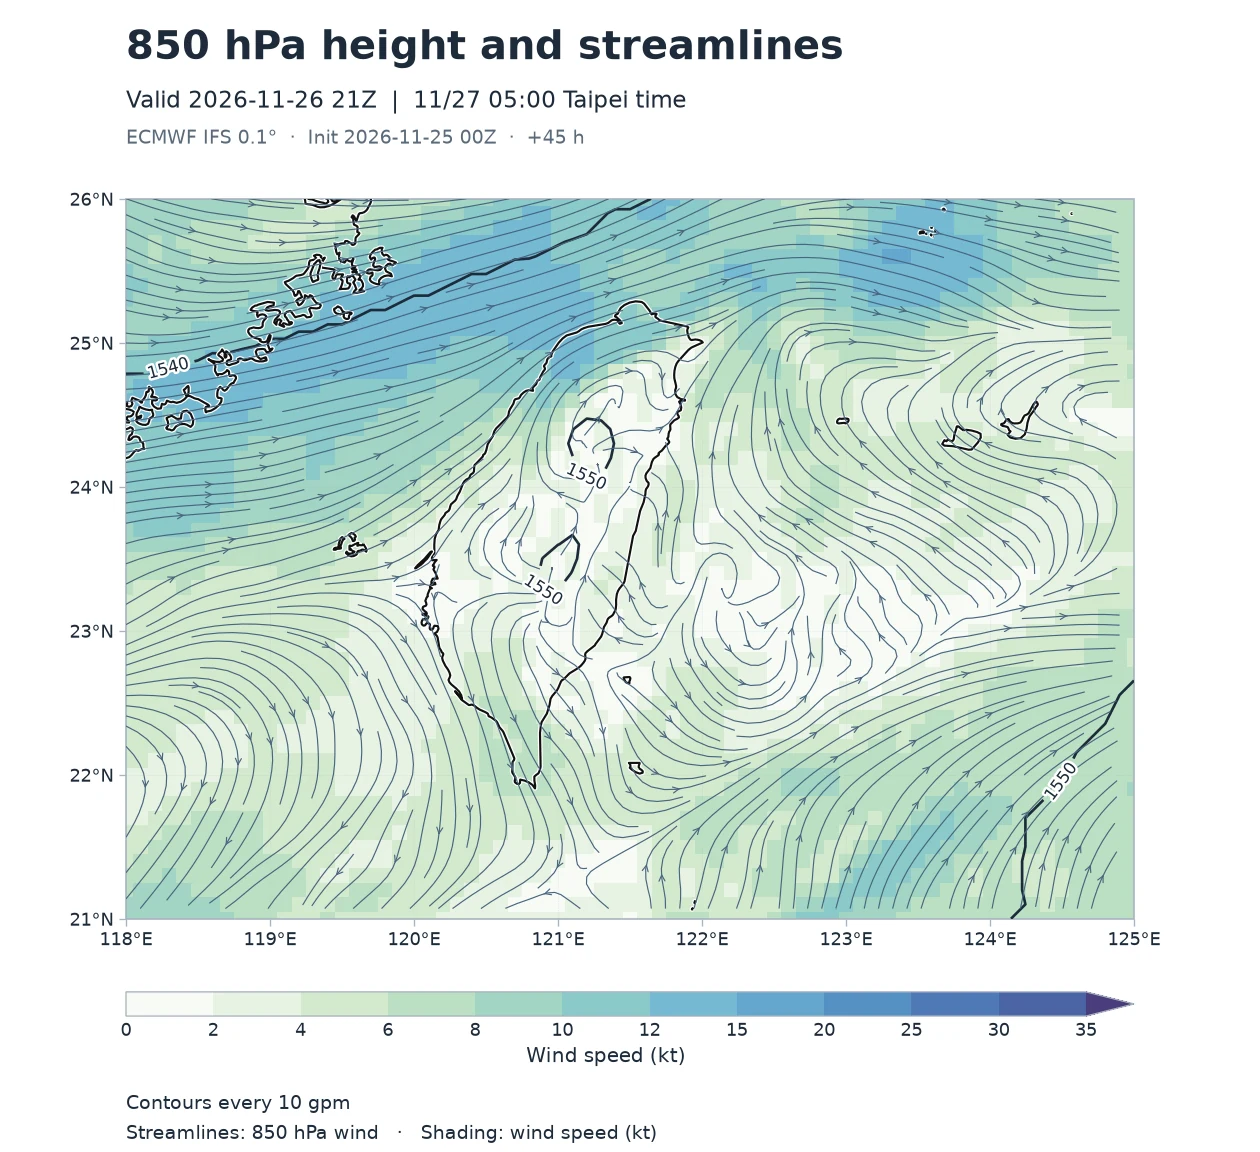 850 hPa height and streamlines
Valid 2026-11-26 21Z | 11/27 05:00 Taipei time
ECMWF IFS 0.1° · Init 2026-11-25 00Z · +45 h
26°N
25°N
1540
1550
24°N
1550
23°N
22°N
1550
21°N
118°E 119°E 120°E 121°E 122°E 123°E 124°E 125°E
0 2 4 6 8 10 12 15 20 25 30 35
Wind speed (kt)
Contours every 10 gpm
Streamlines: 850 hPa wind · Shading: wind speed (kt)